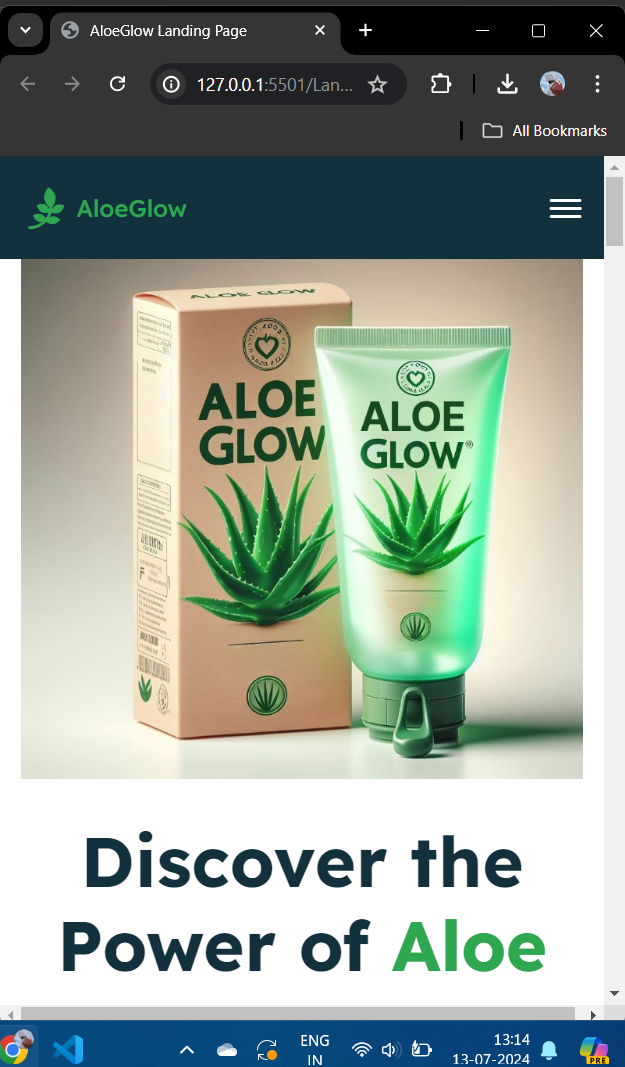 AloeGlow Landing Page
127.0.0.1:5501/Lan...
All Bookmarks
AloeGlow
ALOE GLOW
ALOE
GLOW
ALOE
GLOW
Discover the
Power of Aloe
ENG
IN
13:14
13-07-2024
PRE